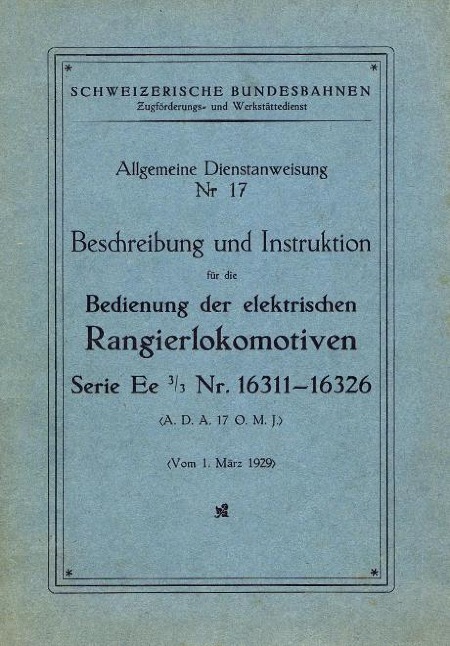 SCHWEIZERISCHE BUNDESBAHNEN
Zugförderungs- und Werkstättedienst
Allgemeine Dienstanweisung
Nr 17
Beschreibung und Instruktion
für die
Bedienung der elektrischen
Rangierlokomotiven
Serie Ee 3/3 Nr. 16311–16326
(A. D. A. 17 O. M. J.)
(Vom 1. März 1929)